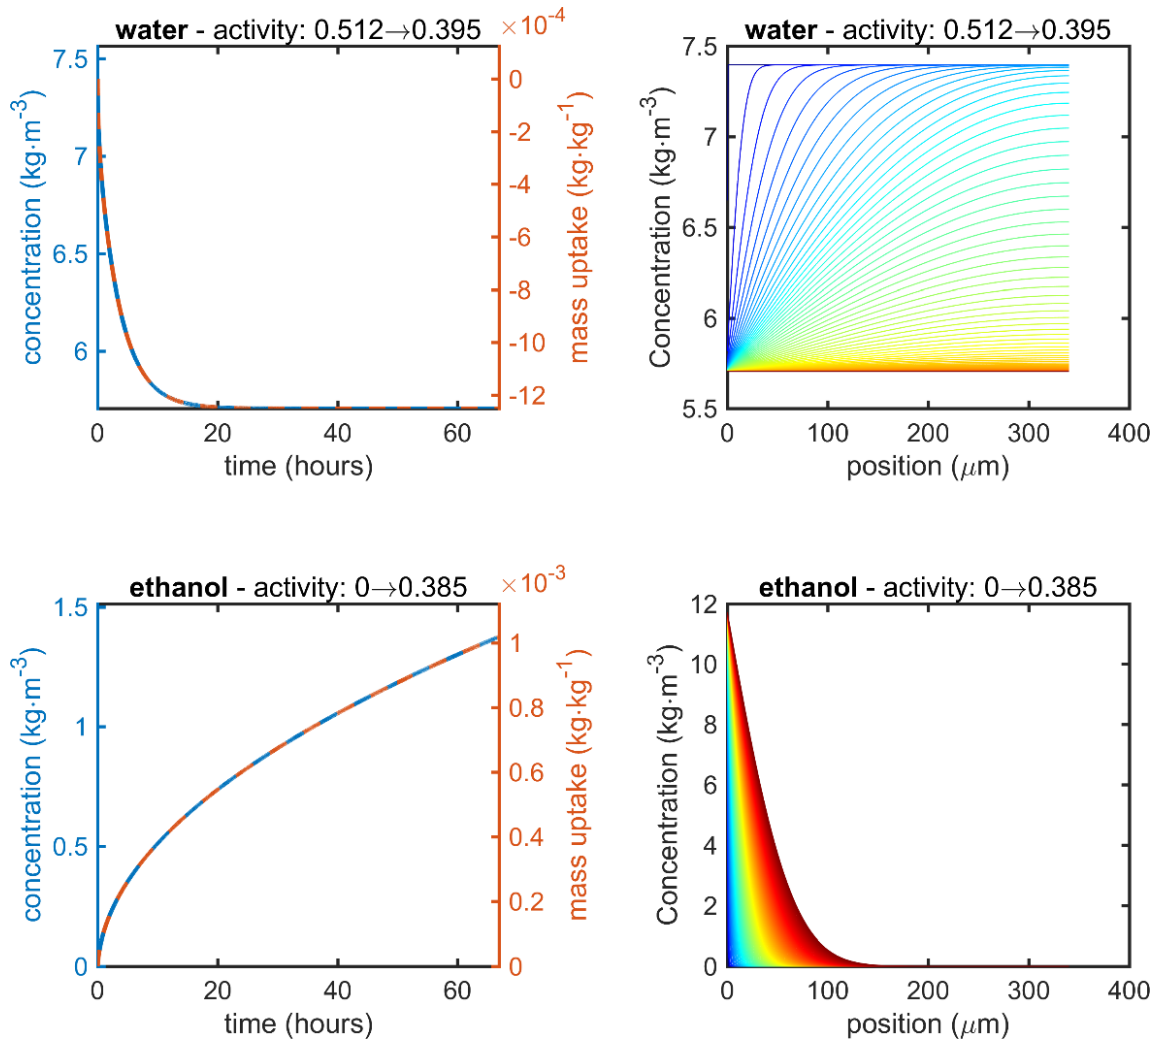 water - activity: 0.512→0.395
×10⁻⁴
concentration (kg·m⁻³)
7.5
7
6.5
6
0
-2
-4
-6
-8
-10
-12
mass uptake (kg·kg⁻¹)
0 20 40 60
time (hours)
water - activity: 0.512→0.395
Concentration (kg·m⁻³)
7.5
7
6.5
6
5.5
0 100 200 300 400
position (μm)
ethanol - activity: 0→0.385
×10⁻³
concentration (kg·m⁻³)
1.5
1
0.5
0
1
0.8
0.6
0.4
0.2
0
mass uptake (kg·kg⁻¹)
0 20 40 60
time (hours)
ethanol - activity: 0→0.385
Concentration (kg·m⁻³)
12
10
8
6
4
2
0
0 100 200 300 400
position (μm)